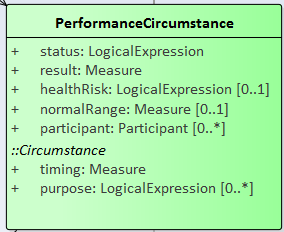 PerformanceCircumstance
+ status: LogicalExpression
+ result: Measure
+ healthRisk: LogicalExpression [0..1]
+ normalRange: Measure [0..1]
+ participant: Participant [0..*]
::Circumstance
+ timing: Measure
+ purpose: LogicalExpression [0..*]